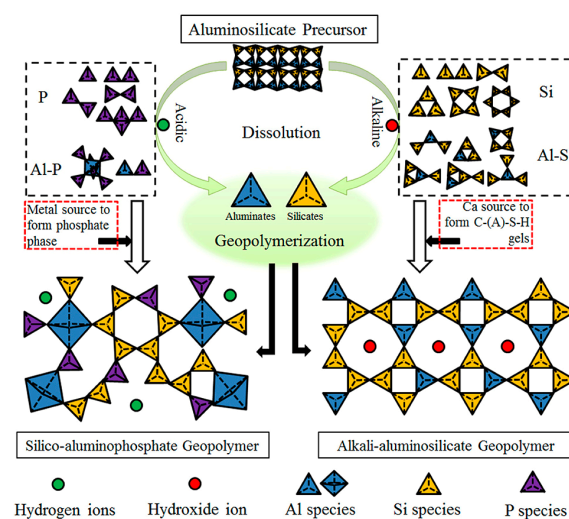 Aluminosilicate Precursor
P
Al-P
Acidic
Dissolution
Alkaline
Si
Al-S
Aluminates
Silicates
Geopolymerization
Metal source to
form phosphate
phase
Ca source to
form C-(A)-S-H
gels
Silico-aluminophosphate Geopolymer
Alkali-aluminosilicate Geopolymer
Hydrogen ions
Hydroxide ion
Al species
Si species
P species